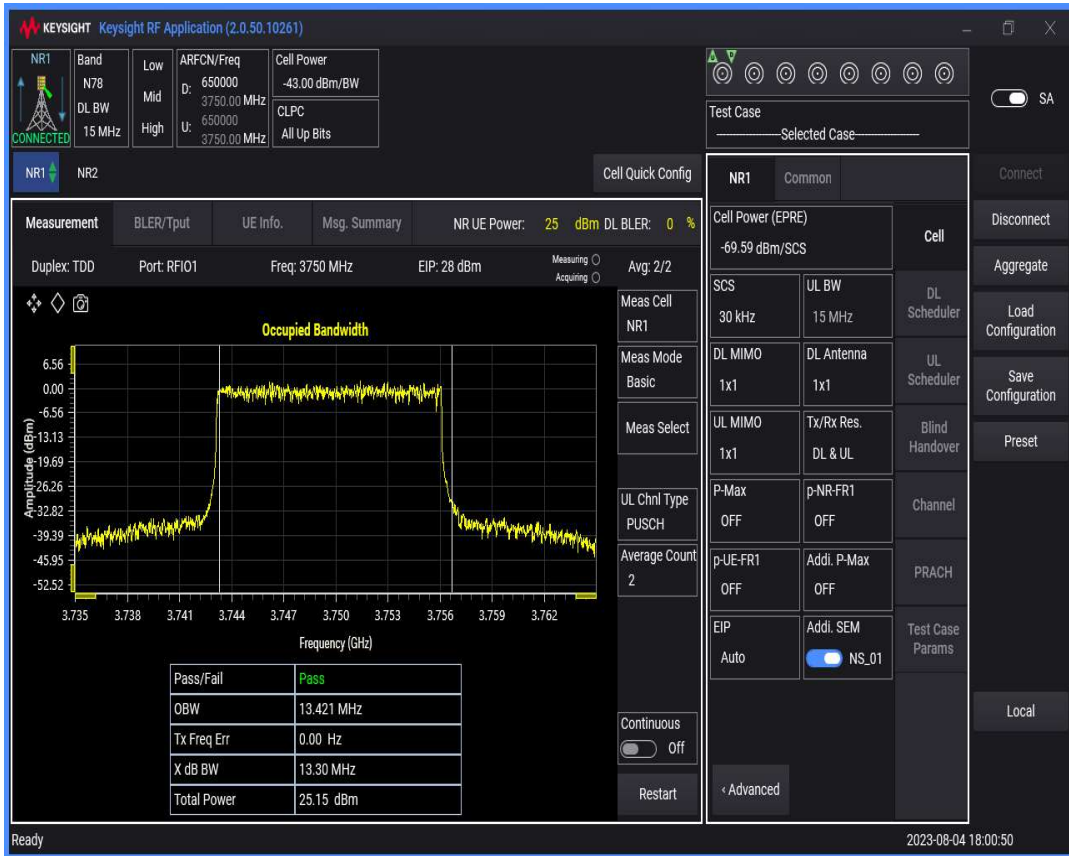 KEYSIGHT Keysight RF Application (2.0.50.10261)
NR1
CONNECTED
Band
N78
DL BW
15 MHz
Low
Mid
High
ARFCN/Freq
D: 650000
3750.00 MHz
U: 650000
3750.00 MHz
Cell Power
-43.00 dBm/BW
CLPC
All Up Bits
Test Case
Selected Case
SA
NR1
NR2
Cell Quick Config
Measurement
BLER/Tput
UE Info.
Msg. Summary
NR UE Power: 25 dBm DL BLER: 0 %
Duplex: TDD
Port: RFIO1
Freq: 3750 MHz
EIP: 28 dBm
Measuring
Acquiring
Avg: 2/2
Occupied Bandwidth
Amplitude (dBm)
6.56
0.00
-6.56
-13.13
-19.69
-26.26
-32.82
-39.39
-45.95
-52.52
3.735 3.738 3.741 3.744 3.747 3.750 3.753 3.756 3.759 3.762
Frequency (GHz)
Pass/Fail Pass
OBW 13.421 MHz
Tx Freq Err 0.00 Hz
X dB BW 13.30 MHz
Total Power 25.15 dBm
Meas Cell
NR1
Meas Mode
Basic
Meas Select
UL Chnl Type
PUSCH
Average Count
2
Continuous
Off
Restart
NR1
Common
Cell Power (EPRE)
-69.59 dBm/SCS
SCS
30 kHz
UL BW
15 MHz
DL MIMO
1x1
DL Antenna
1x1
UL MIMO
1x1
Tx/Rx Res.
DL & UL
P-Max
OFF
p-NR-FR1
OFF
p-UE-FR1
OFF
Addi. P-Max
OFF
EIP
Auto
Addi. SEM
NS_01
‹ Advanced
Cell
DL
Scheduler
UL
Scheduler
Blind
Handover
Channel
PRACH
Test Case
Params
Connect
Disconnect
Aggregate
Load
Configuration
Save
Configuration
Preset
Local
Ready
2023-08-04 18:00:50